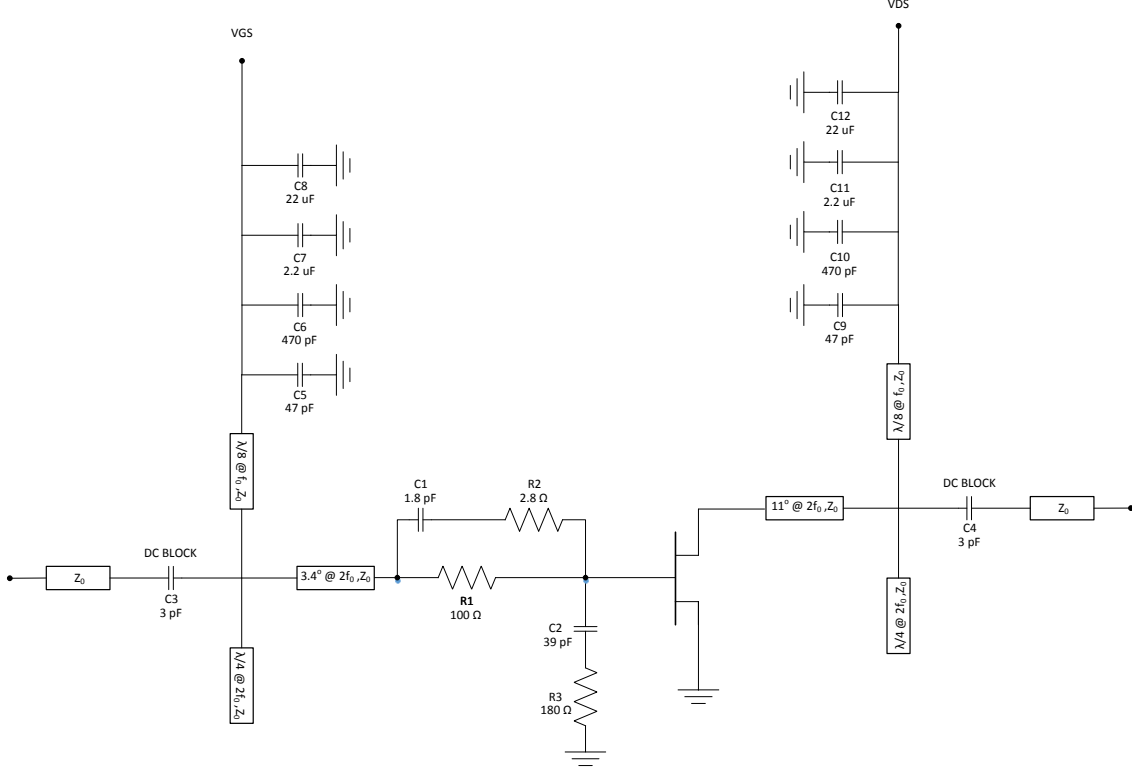 VDS
VGS
C12
22 uF
C8
22 uF
C11
2.2 uF
C7
2.2 uF
C10
470 pF
C6
470 pF
C9
47 pF
C5
47 pF
λ/8 @ f₀,Z₀
λ/8 @ f₀,Z₀
C1
1.8 pF
R2
2.8 Ω
11° @ 2f₀,Z₀
DC BLOCK
C4
3 pF
Z₀
DC BLOCK
Z₀
C3
3 pF
3.4° @ 2f₀,Z₀
R1
100 Ω
C2
39 pF
λ/4 @ 2f₀,Z₀
λ/4 @ 2f₀,Z₀
R3
180 Ω